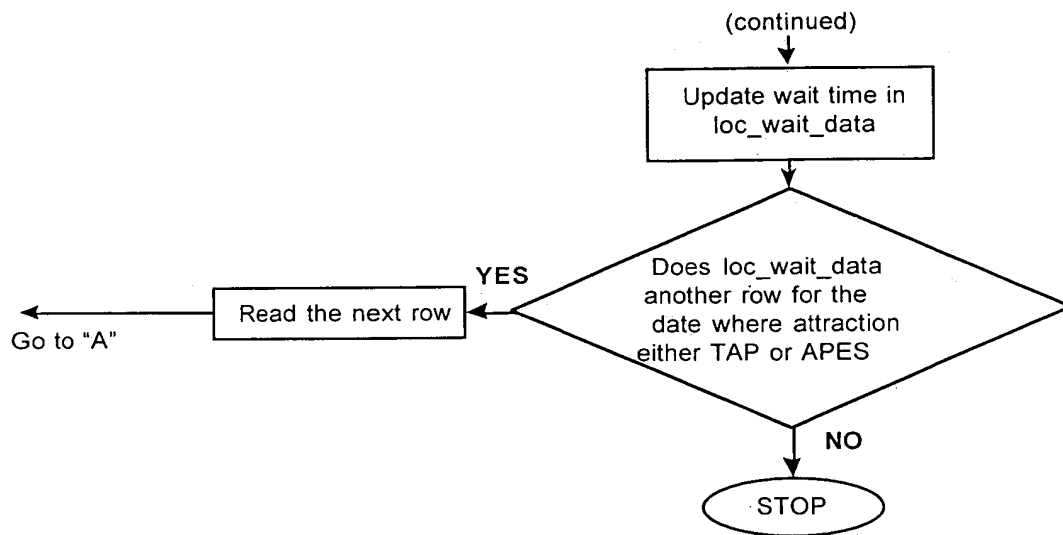 (continued)
Update wait time in
loc_wait_data
Does loc_wait_data
another row for the
date where attraction
either TAP or APES
YES
Read the next row
Go to "A"
NO
STOP